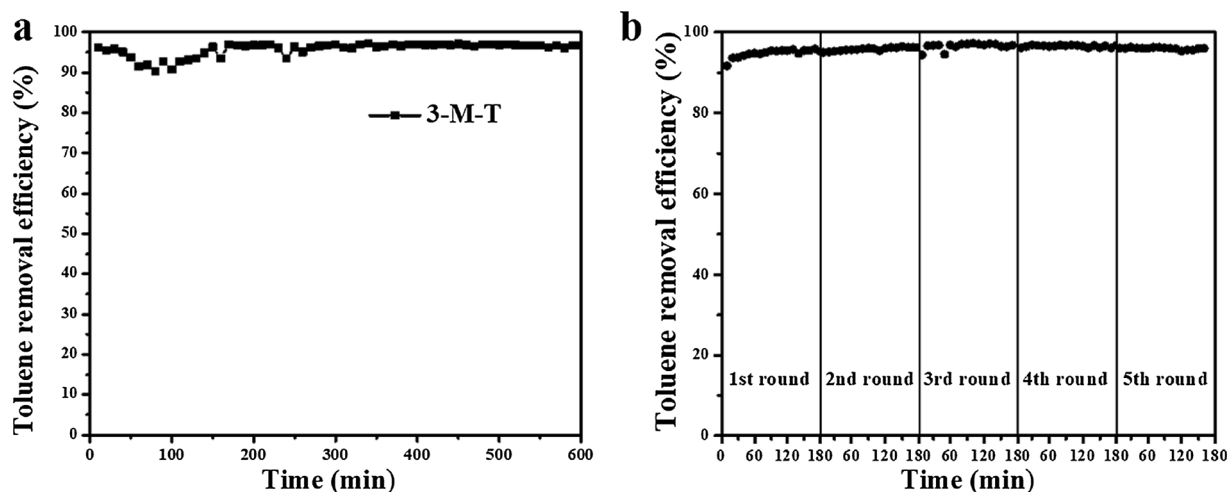 a
Toluene removal efficiency (%)
100
90
80
70
60
50
40
30
20
10
0
3-M-T
0 100 200 300 400 500 600
Time (min)
b
Toluene removal efficiency (%)
100
80
60
40
20
0
1st round 2nd round 3rd round 4th round 5th round
0 60 120 180 60 120 180 60 120 180 60 120 180 60 120 180
Time (min)